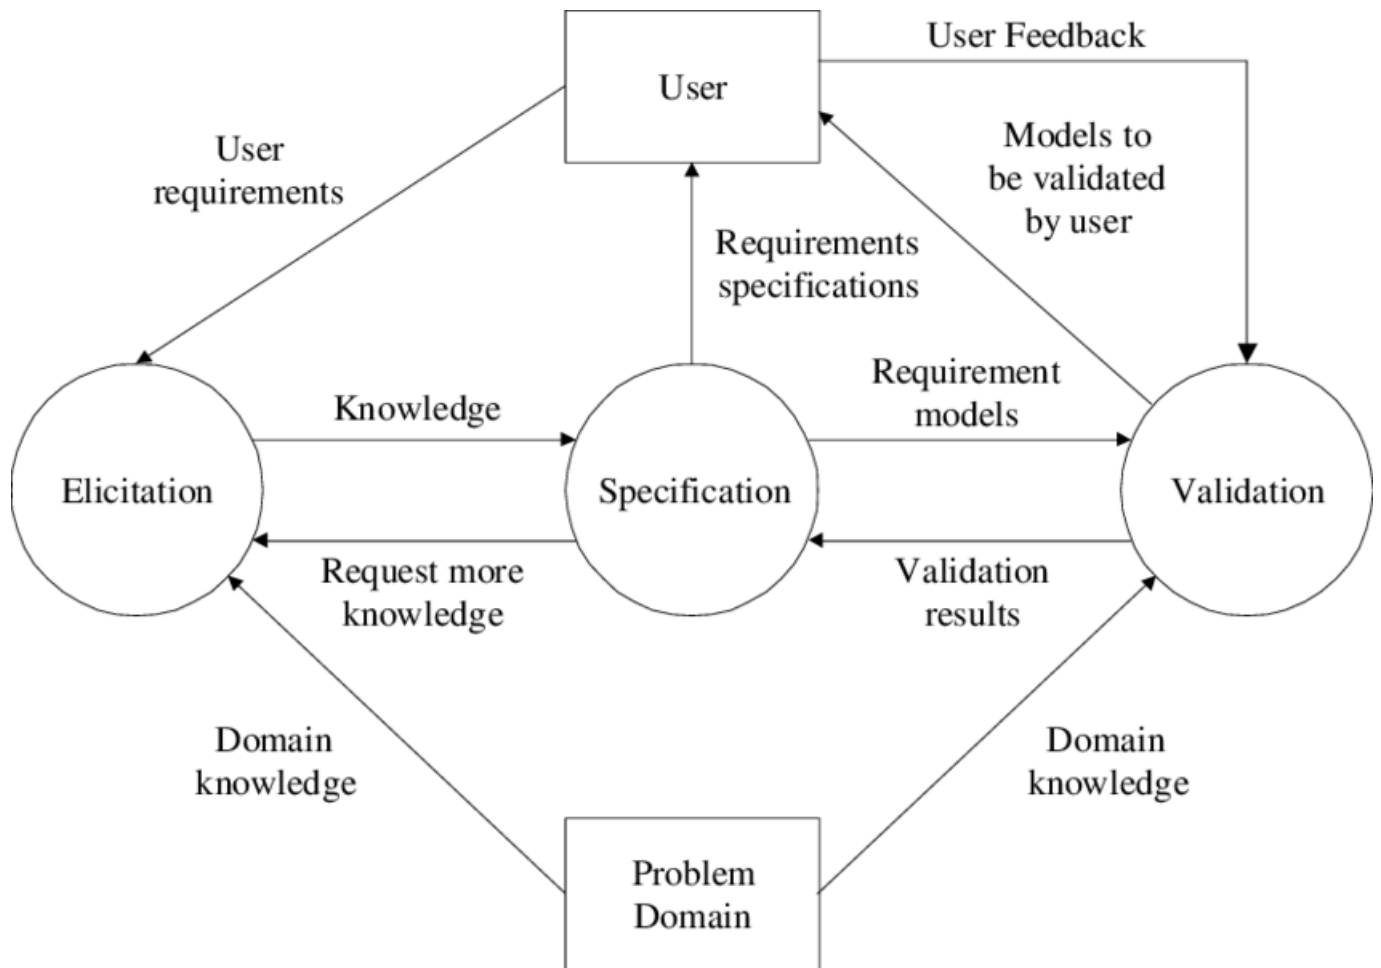 User Feedback
User
User
requirements
Models to
be validated
by user
Requirements
specifications
Knowledge
Requirement
models
Elicitation
Specification
Validation
Request more
knowledge
Validation
results
Domain
knowledge
Domain
knowledge
Problem
Domain